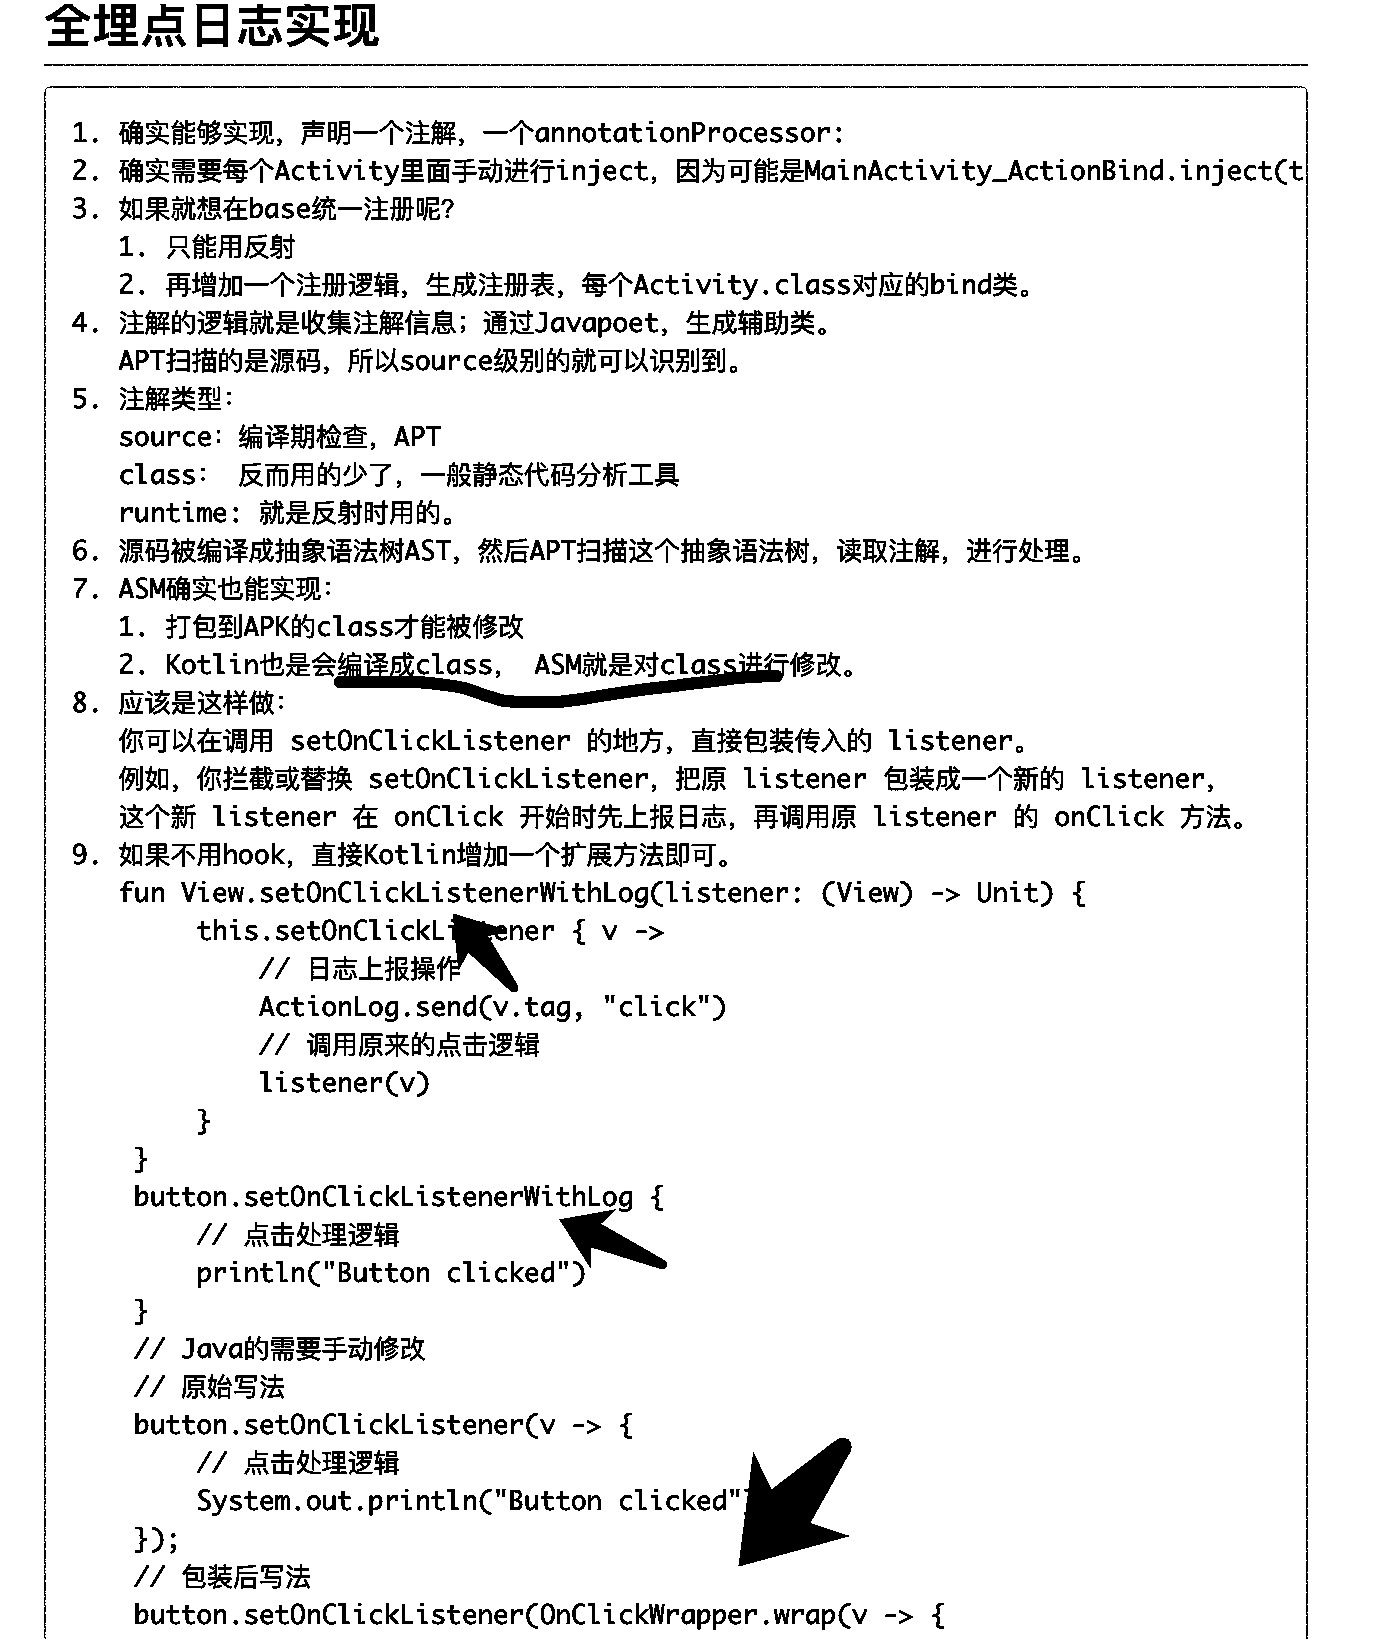 全埋点日志实现
1. 确实能够实现，声明一个注解，一个annotationProcessor：
2. 确实需要每个Activity里面手动进行inject，因为可能是MainActivity_ActionBind.inject(t
3. 如果就想在base统一注册呢？
1. 只能用反射
2. 再增加一个注册逻辑，生成注册表，每个Activity.class对应的bind类。
4. 注解的逻辑就是收集注解信息；通过Javapoet，生成辅助类。
APT扫描的是源码，所以source级别的就可以识别到。
5. 注解类型：
source：编译期检查，APT
class： 反而用的少了，一般静态代码分析工具
runtime: 就是反射时用的。
6. 源码被编译成抽象语法树AST，然后APT扫描这个抽象语法树，读取注解，进行处理。
7. ASM确实也能实现：
1. 打包到APK的class才能被修改
2. Kotlin也是会编译成class， ASM就是对class进行修改。
8. 应该是这样做：
你可以在调用 setOnClickListener 的地方，直接包装传入的 listener。
例如，你拦截或替换 setOnClickListener，把原 listener 包装成一个新的 listener，
这个新 listener 在 onClick 开始时先上报日志，再调用原 listener 的 onClick 方法。
9. 如果不用hook，直接Kotlin增加一个扩展方法即可。
fun View.setOnClickListenerWithLog(listener: (View) -> Unit) {
this.setOnClickListener { v ->
// 日志上报操作
ActionLog.send(v.tag, "click")
// 调用原来的点击逻辑
listener(v)
}
}
button.setOnClickListenerWithLog {
// 点击处理逻辑
println("Button clicked")
}
// Java的需要手动修改
// 原始写法
button.setOnClickListener(v -> {
// 点击处理逻辑
System.out.println("Button clicked"
});
// 包装后写法
button.setOnClickListener(OnClickWrapper.wrap(v -> {